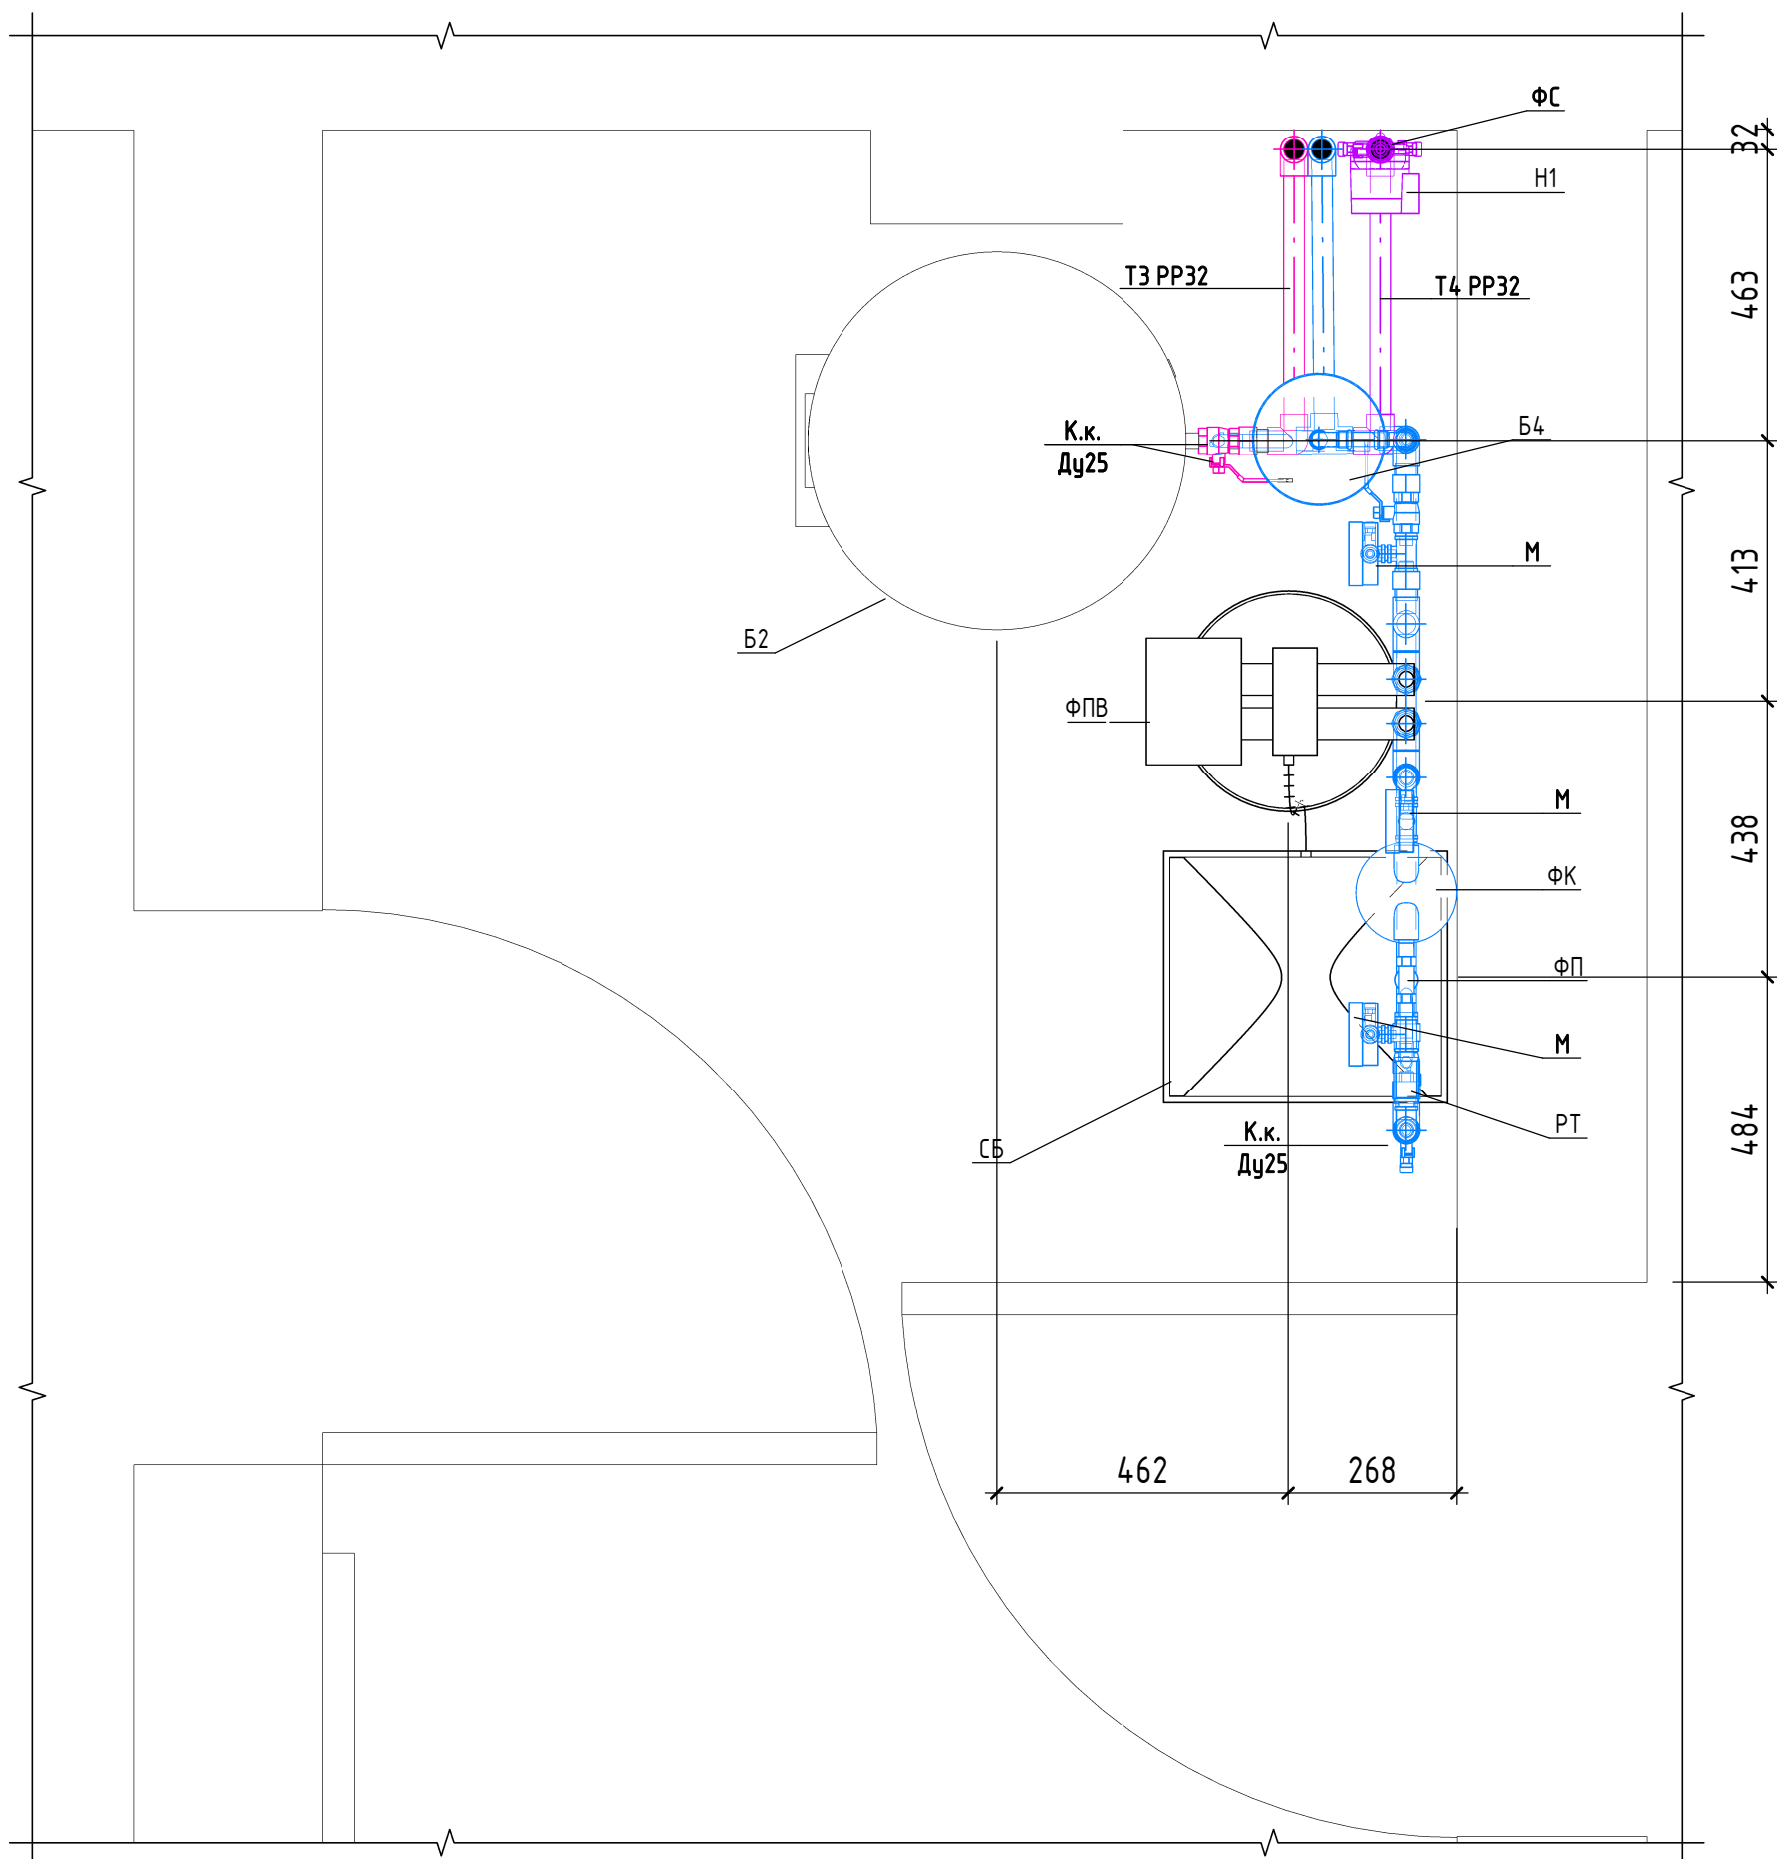 ФС
32
Н1
Т3 РР32
Т4 РР32
463
К.к.
Ду25
Б4
М
413
Б2
ФПВ
М
438
ФК
ФП
М
РТ
К.к.
Ду25
СБ
484
462
268